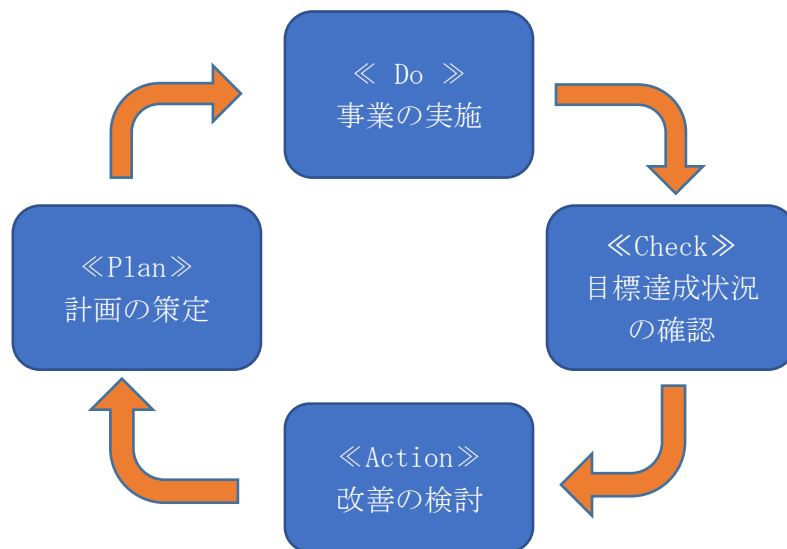 ≪ Do ≫
事業の実施
≪Plan≫
計画の策定
≪Check≫
目標達成状況
の確認
≪Action≫
改善の検討